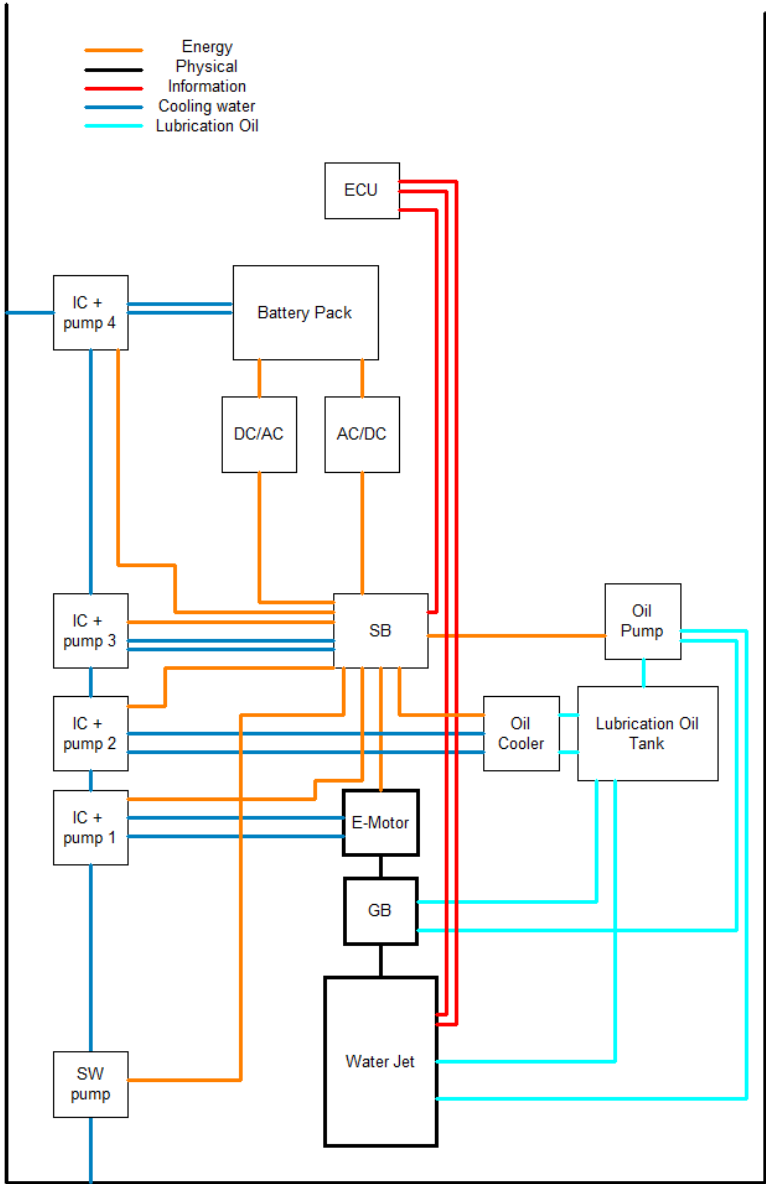 Energy
Physical
Information
Cooling water
Lubrication Oil
ECU
IC +
pump 4
Battery Pack
DC/AC
AC/DC
IC +
pump 3
SB
Oil
Pump
IC +
pump 2
Oil
Cooler
Lubrication Oil
Tank
IC +
pump 1
E-Motor
GB
Water Jet
SW
pump